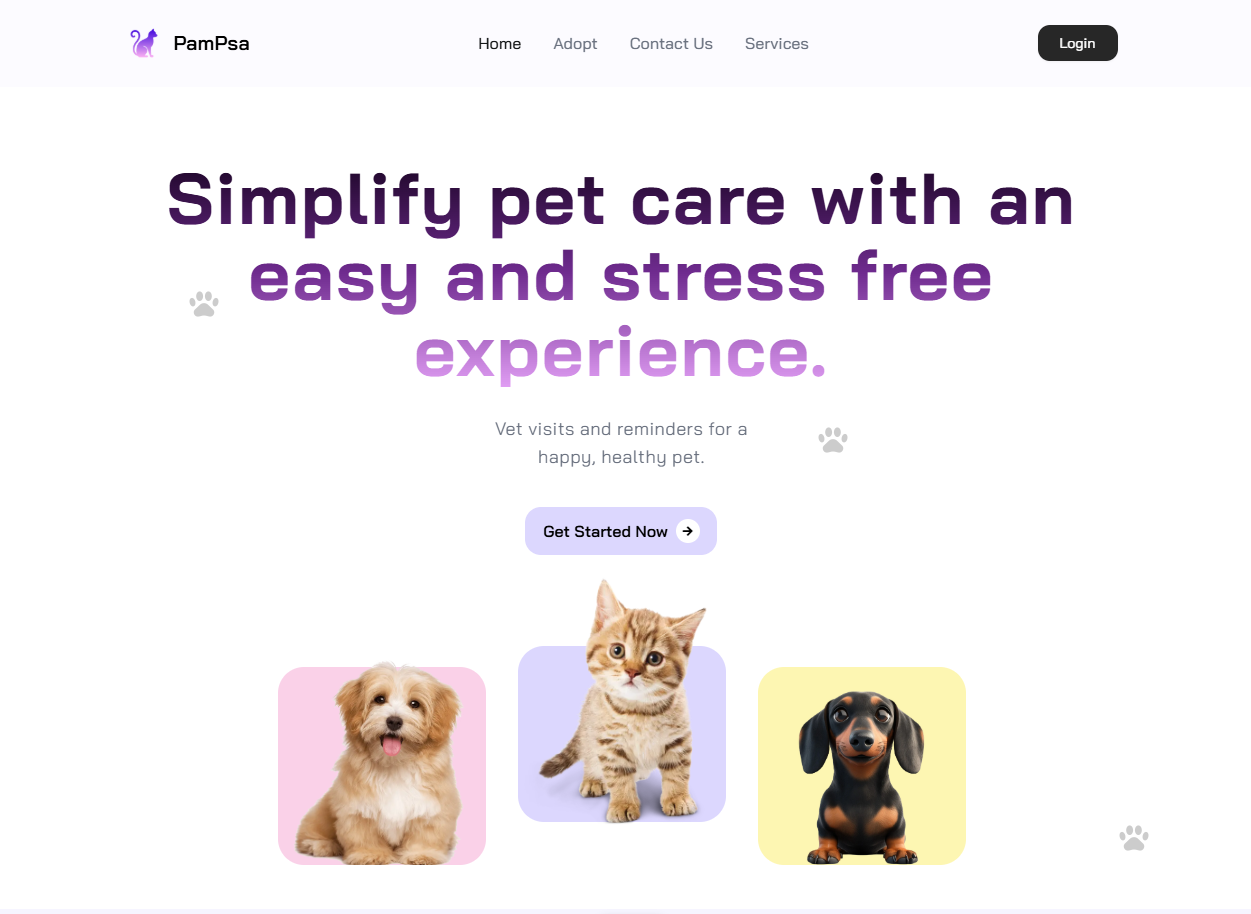 PamPsa
Home
Adopt
Contact Us
Services
Login
Simplify pet care with an
easy and stress free
experience.
Vet visits and reminders for a
happy, healthy pet.
Get Started Now